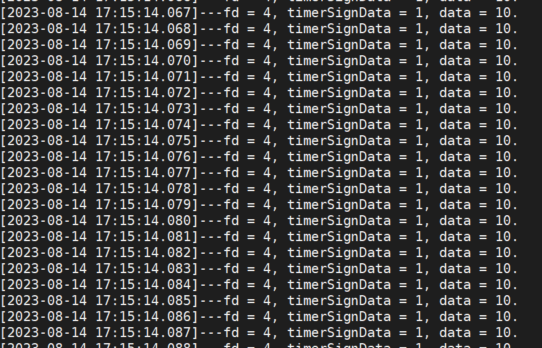 [2023-08-14 17:15:14.067]---fd = 4, timerSignData = 1, data = 10.
[2023-08-14 17:15:14.068]---fd = 4, timerSignData = 1, data = 10.
[2023-08-14 17:15:14.069]---fd = 4, timerSignData = 1, data = 10.
[2023-08-14 17:15:14.070]---fd = 4, timerSignData = 1, data = 10.
[2023-08-14 17:15:14.071]---fd = 4, timerSignData = 1, data = 10.
[2023-08-14 17:15:14.072]---fd = 4, timerSignData = 1, data = 10.
[2023-08-14 17:15:14.073]---fd = 4, timerSignData = 1, data = 10.
[2023-08-14 17:15:14.074]---fd = 4, timerSignData = 1, data = 10.
[2023-08-14 17:15:14.075]---fd = 4, timerSignData = 1, data = 10.
[2023-08-14 17:15:14.076]---fd = 4, timerSignData = 1, data = 10.
[2023-08-14 17:15:14.077]---fd = 4, timerSignData = 1, data = 10.
[2023-08-14 17:15:14.078]---fd = 4, timerSignData = 1, data = 10.
[2023-08-14 17:15:14.079]---fd = 4, timerSignData = 1, data = 10.
[2023-08-14 17:15:14.080]---fd = 4, timerSignData = 1, data = 10.
[2023-08-14 17:15:14.081]---fd = 4, timerSignData = 1, data = 10.
[2023-08-14 17:15:14.082]---fd = 4, timerSignData = 1, data = 10.
[2023-08-14 17:15:14.083]---fd = 4, timerSignData = 1, data = 10.
[2023-08-14 17:15:14.084]---fd = 4, timerSignData = 1, data = 10.
[2023-08-14 17:15:14.085]---fd = 4, timerSignData = 1, data = 10.
[2023-08-14 17:15:14.086]---fd = 4, timerSignData = 1, data = 10.
[2023-08-14 17:15:14.087]---fd = 4, timerSignData = 1, data = 10.